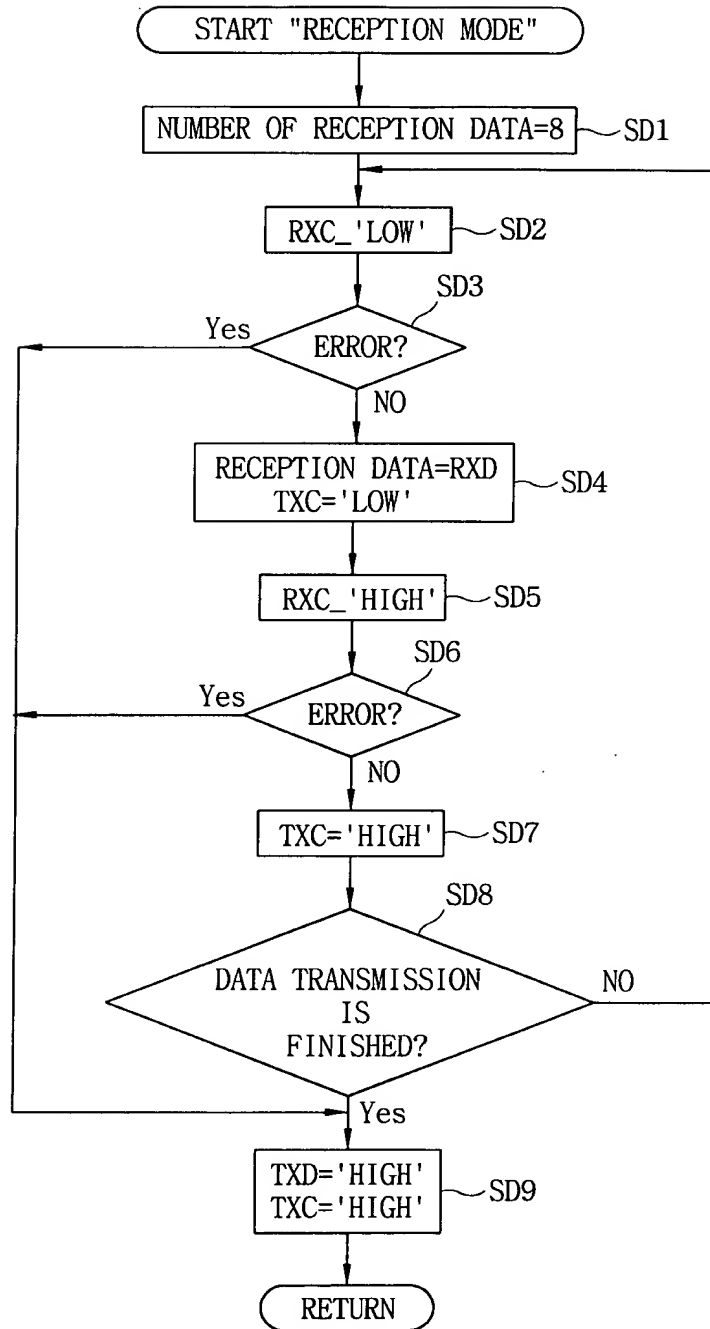 START "RECEPTION MODE"
NUMBER OF RECEPTION DATA=8
SD1
RXC_'LOW'
SD2
SD3
Yes
ERROR?
NO
RECEPTION DATA=RXD
TXC='LOW'
SD4
RXC_'HIGH'
SD5
SD6
Yes
ERROR?
NO
TXC='HIGH'
SD7
SD8
DATA TRANSMISSION
IS
FINISHED?
NO
Yes
TXD='HIGH'
TXC='HIGH'
SD9
RETURN